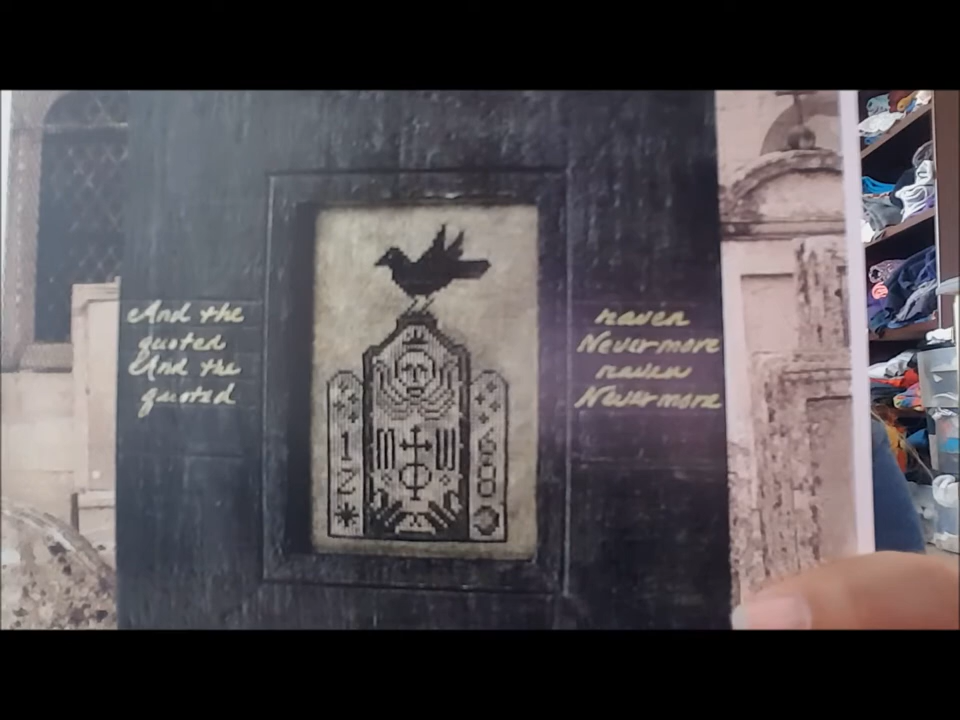 And the raven
quoted Nevermore
And the raven
quoted Nevermore
1 6
2 8